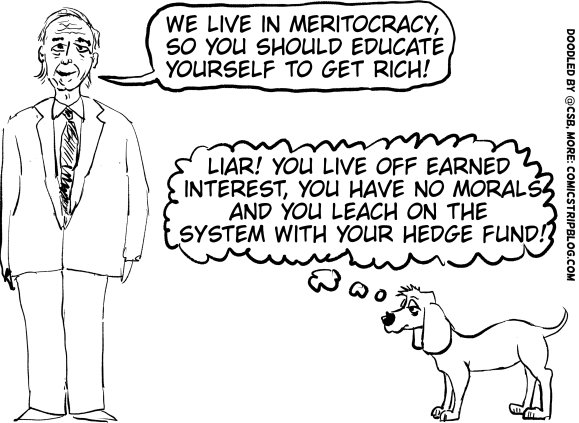 WE LIVE IN MERITOCRACY,
SO YOU SHOULD EDUCATE
YOURSELF TO GET RICH!
LIAR! YOU LIVE OFF EARNED
INTEREST, YOU HAVE NO MORALS
AND YOU LEACH ON THE
SYSTEM WITH YOUR HEDGE FUND!
DOODLED BY @CSB, MORE: COMICSTRIPBLOG.COM